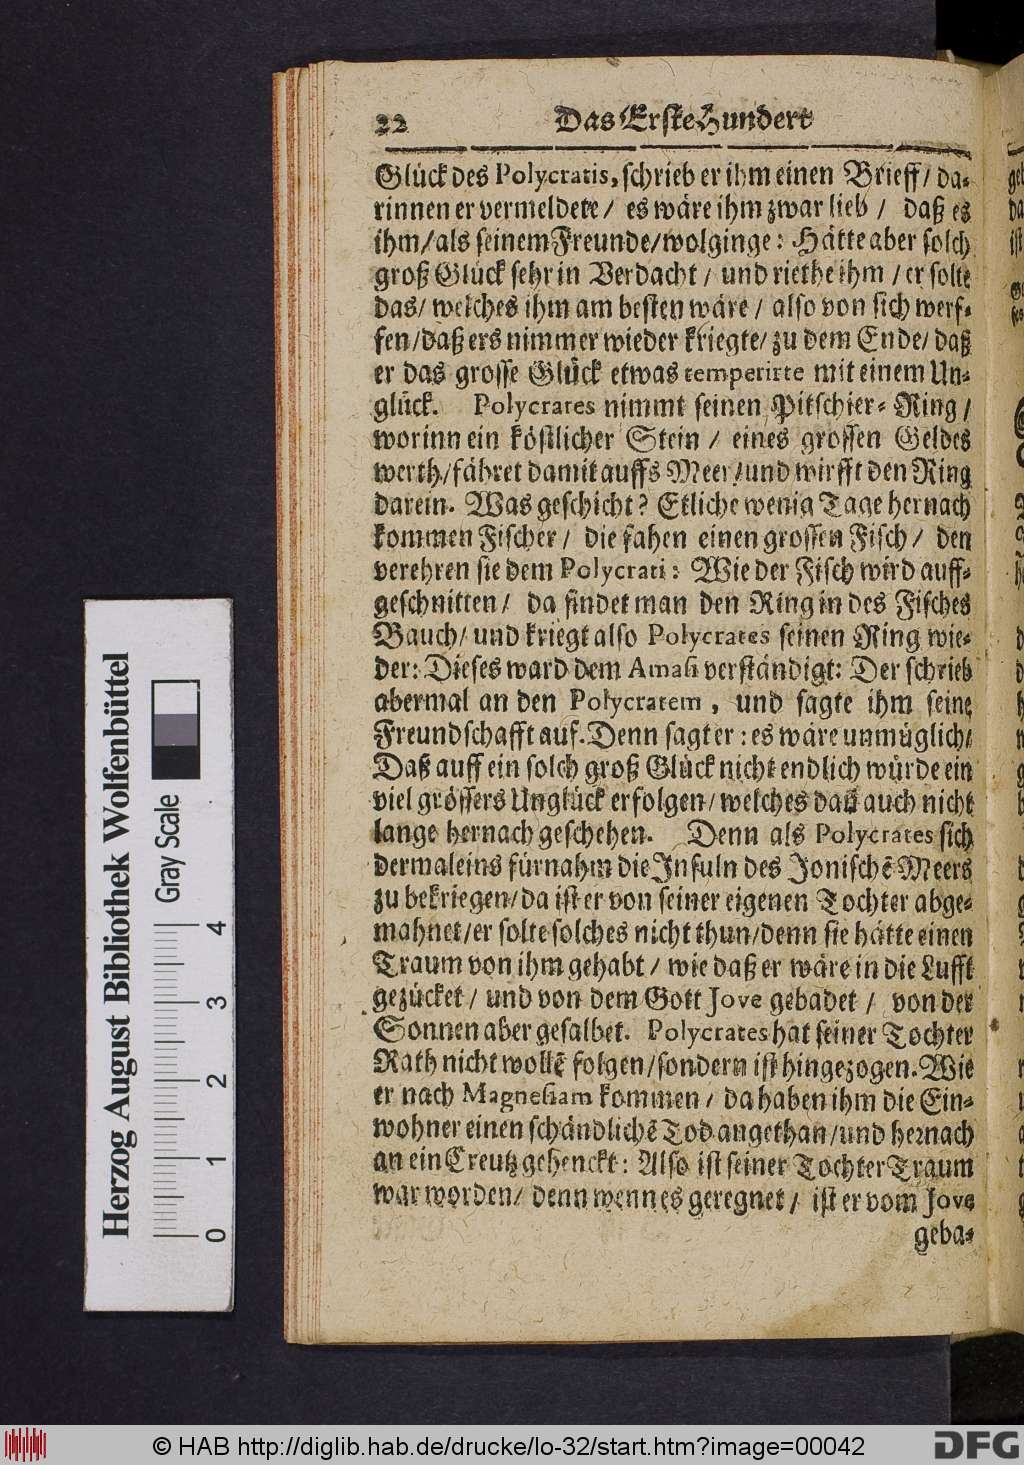 22 Das Erste Hundert
Glück des Polycratis, schrieb er ihm einen Brieff/ da-
rinnen er vermeldete/ es wäre ihm zwar lieb/ daß es
ihm/ als seinem Freunde/ wolginge: Hätte aber solch
groß Glück sehr in Verdacht/ und riethe ihm/ er solte
das/ welches ihm am besten wäre/ also von sich werf-
fen/ daß ers nimmer wieder kriegte/ zu dem Ende/ daß
er das grosse Glück etwas temperirte mit einem Un-
glück. Polycrates nimmt seinen Pitschier-Ring/
worinn ein köstlicher Stein/ eines grossen Geldes
werth/ fähret damit auffs Meer/ und wirfft den Ring
darein. Was geschicht? Etliche wenig Tage hernach
kommen Fischer/ die fahen einen grossen Fisch/ den
verehren sie dem Polycrati: Wie der Fisch wird auff-
geschnitten/ da findet man den Ring in des Fisches
Bauch/ und kriegt also Polycrates seinen Ring wie-
der: Dieses ward dem Amasi verständigt: Der schrieb
abermal an den Polycratem, und sagte ihm seine
Freundschafft auf. Denn sagt er: es wäre unmüglich/
Daß auff ein solch groß Glück nicht endlich würde ein
viel grössers Unglück erfolgen/ welches daũ auch nicht
lange hernach geschehen. Denn als Polycrates sich
dermaleins fürnahm die Insuln des Jonischẽ Meers
zu bekriegen/ da ist er von seiner eigenen Tochter abge-
mahnet/ er solte solches nicht thun/ denn sie hätte einen
Traum von ihm gehabt/ wie daß er wäre in die Lufft
gezücket/ und von dem Gott Jove gebadet/ von der
Sonnen aber gesalbet. Polycrates hat seiner Tochter
Rath nicht wollẽ folgen/ sondern ist hingezogen. Wie
er nach Magnesiam kommen/ da haben ihm die Ein-
wohner einen schändlichẽ Tod angethan/ und hernach
an ein Creutz gehenckt: Also ist seiner Tochter Traum
war worden/ denn wenn es geregnet/ ist er vom Jove
geba-
Herzog August Bibliothek Wolfenbüttel
Gray Scale
0 1 2 3 4
© HAB http://diglib.hab.de/drucke/lo-32/start.htm?image=00042
DFG